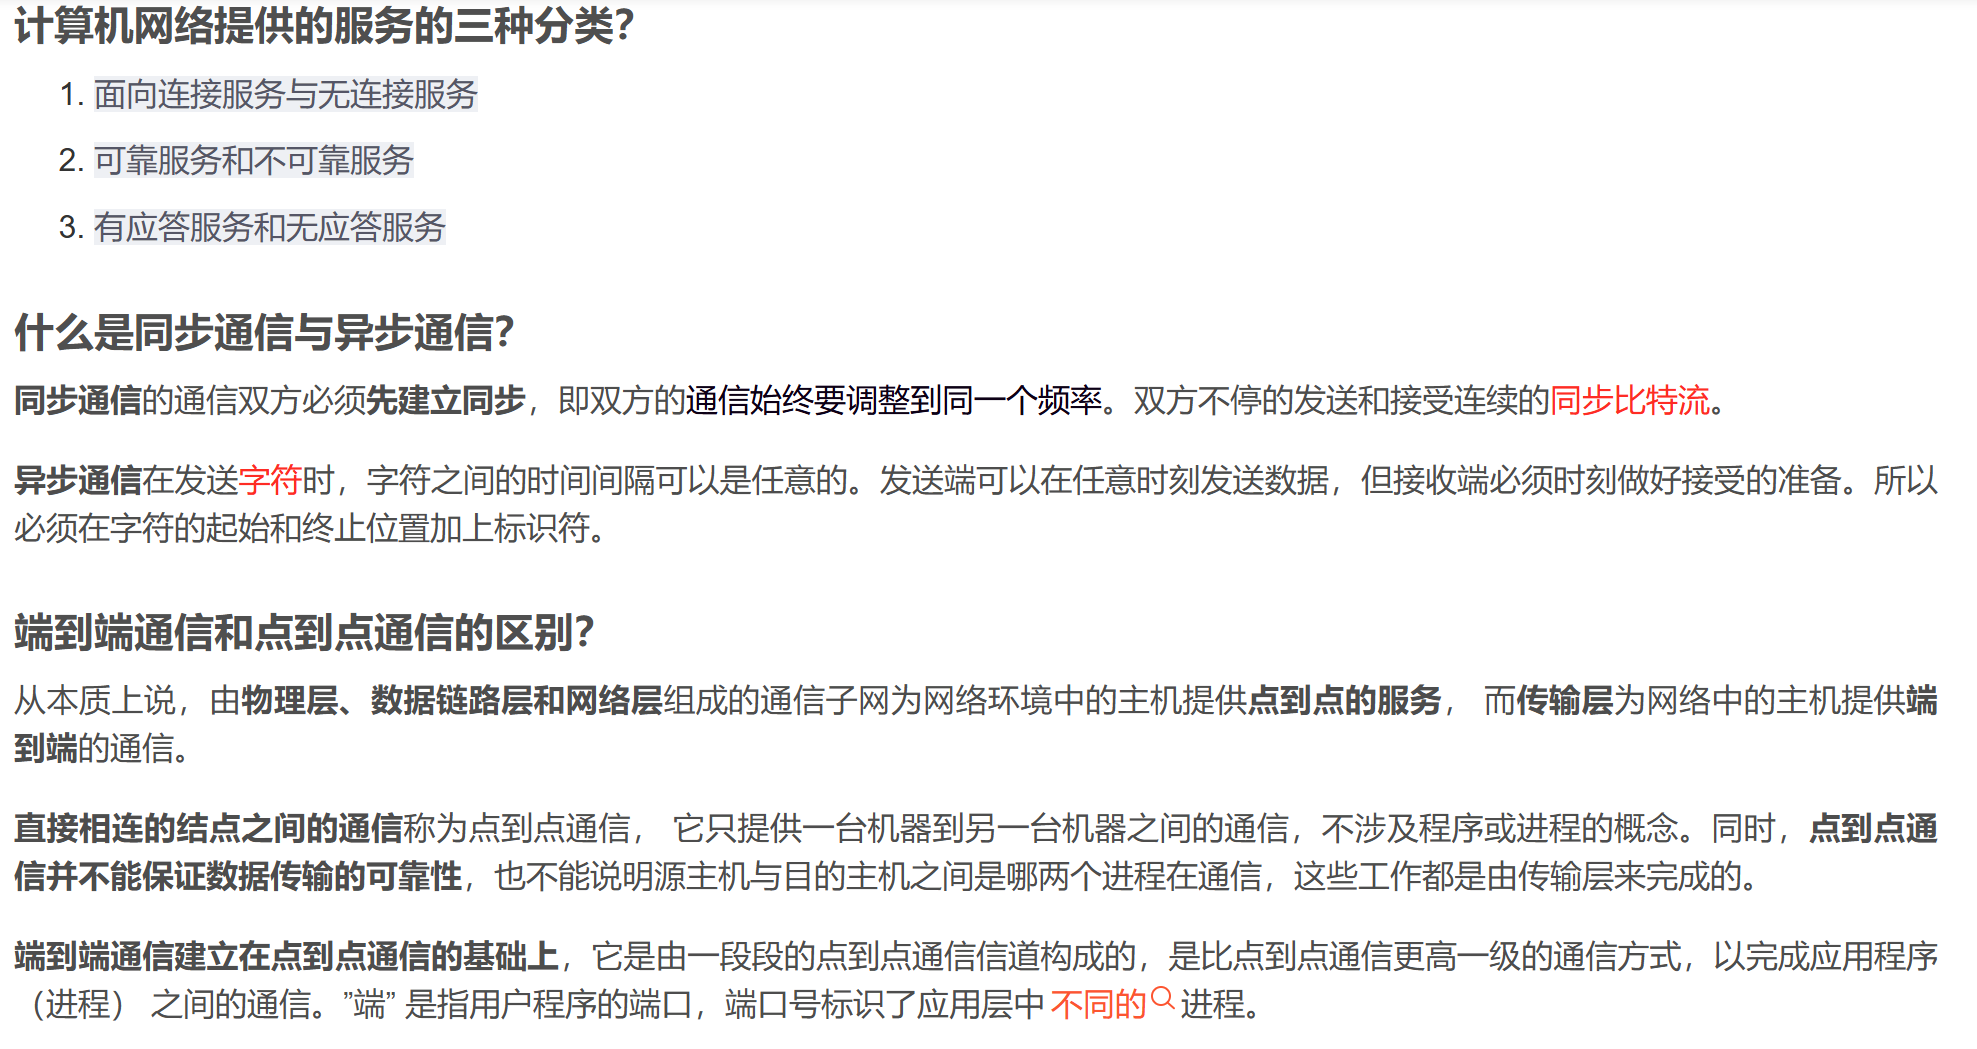 计算机网络提供的服务的三种分类？
1. 面向连接服务与无连接服务
2. 可靠服务和不可靠服务
3. 有应答服务和无应答服务
什么是同步通信与异步通信？
同步通信的通信双方必须先建立同步，即双方的通信始终要调整到同一个频率。双方不停的发送和接受连续的同步比特流。
异步通信在发送字符时，字符之间的时间间隔可以是任意的。发送端可以在任意时刻发送数据，但接收端必须时刻做好接受的准备。所以
必须在字符的起始和终止位置加上标识符。
端到端通信和点到点通信的区别？
从本质上说，由物理层、数据链路层和网络层组成的通信子网为网络环境中的主机提供点到点的服务， 而传输层为网络中的主机提供端
到端的通信。
直接相连的结点之间的通信称为点到点通信， 它只提供一台机器到另一台机器之间的通信，不涉及程序或进程的概念。同时，点到点通
信并不能保证数据传输的可靠性，也不能说明源主机与目的主机之间是哪两个进程在通信，这些工作都是由传输层来完成的。
端到端通信建立在点到点通信的基础上，它是由一段段的点到点通信信道构成的，是比点到点通信更高一级的通信方式，以完成应用程序
（进程） 之间的通信。”端” 是指用户程序的端口，端口号标识了应用层中 不同的 进程。